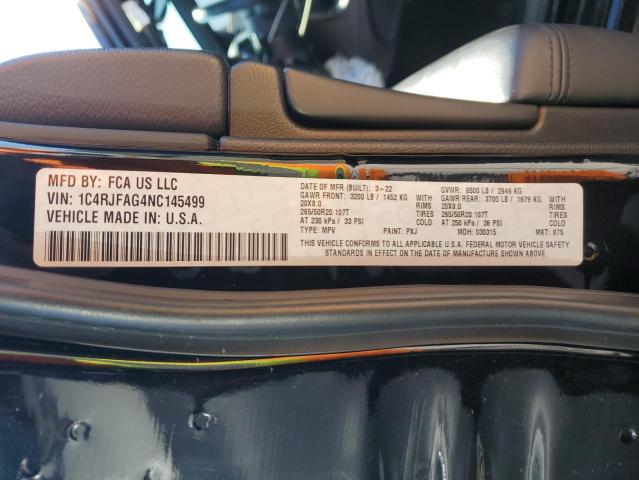 MFD BY: FCA US LLC
VIN: 1C4RJFAG4NC145499
VEHICLE MADE IN U.S.A.
DATE OF MFR (BUILT): 3-22 GVWR: 6500 LB / 2949 KG
GAWR FRONT: 3200 LB / 1452 KG RIMS GAWR REAR: 3700 LB / 1679 KG RIMS
20X8.0 20X8.0
265/50R20 107T TIRES 265/50R20 107T TIRES
AT 230 kPa / 33 PSI COLD AT 250 kPa / 36 PSI COLD
TYPE: MPV PAINT: PXJ MDH: 030315 MKT: 875
THIS VEHICLE CONFORMS TO ALL APPLICABLE U.S.A. FEDERAL MOTOR VEHICLE SAFETY
STANDARDS IN EFFECT ON THE DATE OF MANUFACTURE SHOWN ABOVE.